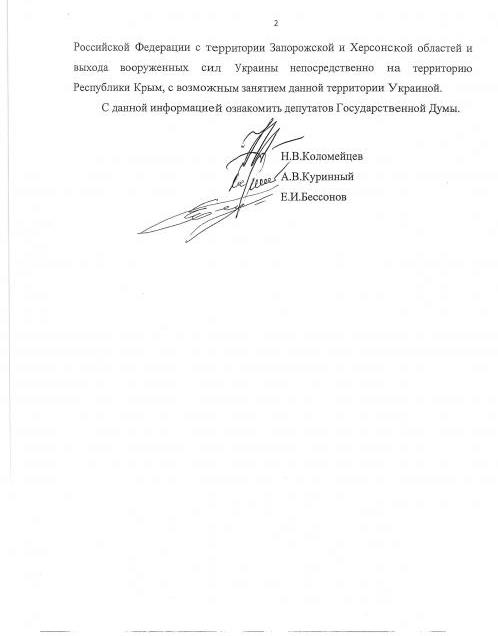 2
Российской Федерации с территории Запорожской и Херсонской областей и
выхода вооруженных сил Украины непосредственно на территорию
Республики Крым, с возможным занятием данной территории Украиной.
С данной информацией ознакомить депутатов Государственной Думы.
Н.В.Коломейцев
А.В.Куринный
Е.И.Бессонов